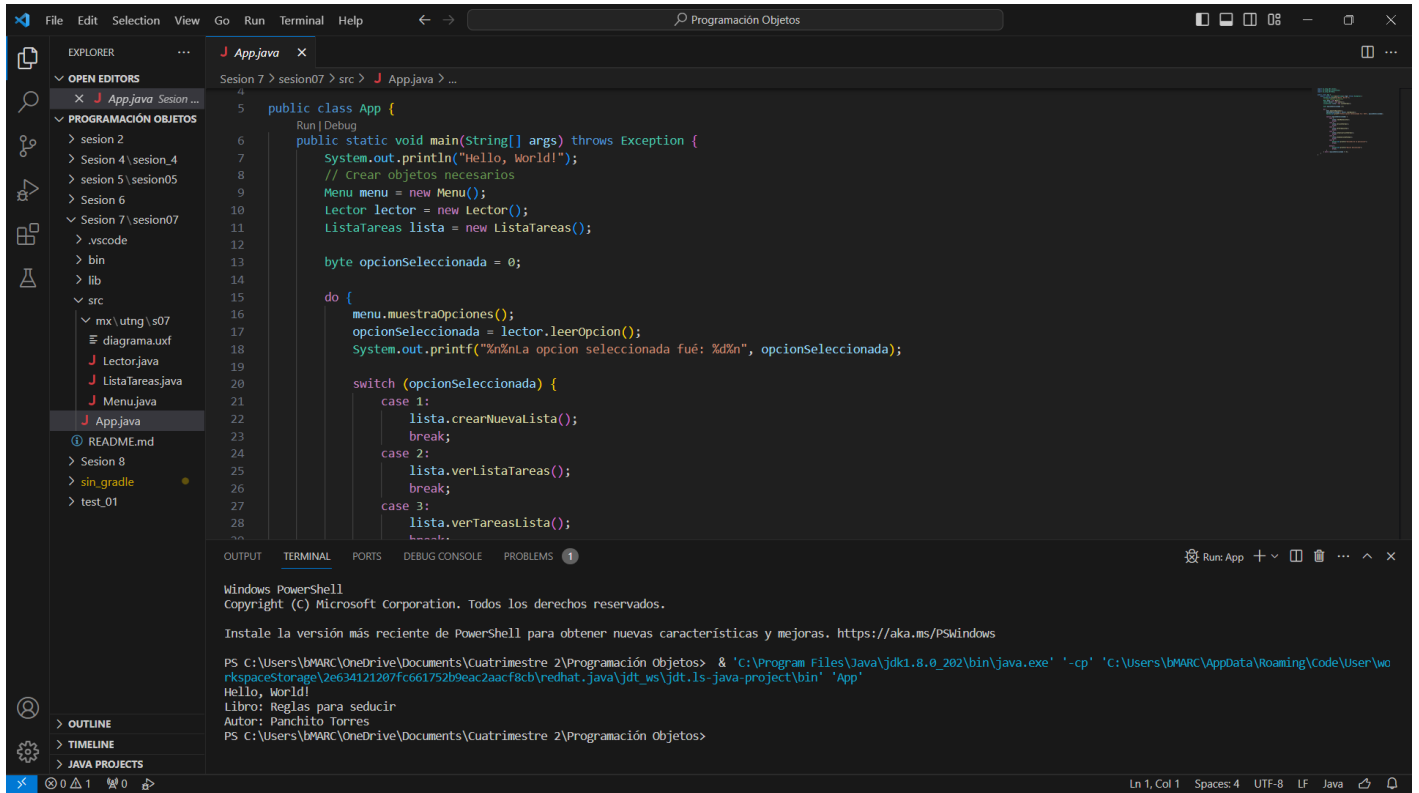 File Edit Selection View Go Run Terminal Help
Programación Objetos
EXPLORER
OPEN EDITORS
App.java Sesion ...
PROGRAMACIÓN OBJETOS
sesion 2
Sesion 4\sesion_4
sesion 5\sesion05
Sesion 6
Sesion 7\sesion07
.vscode
bin
lib
src
mx\utng\s07
diagrama.uxf
Lector.java
ListaTareas.java
Menu.java
App.java
README.md
Sesion 8
sin_gradle
test_01
OUTLINE
TIMELINE
JAVA PROJECTS
App.java
Sesion 7 > sesion07 > src > App.java > ...
4
5 public class App {
Run | Debug
6 public static void main(String[] args) throws Exception {
7 System.out.println("Hello, World!");
8 // Crear objetos necesarios
9 Menu menu = new Menu();
10 Lector lector = new Lector();
11 ListaTareas lista = new ListaTareas();
12
13 byte opcionSeleccionada = 0;
14
15 do {
16 menu.muestraOpciones();
17 opcionSeleccionada = lector.leerOpcion();
18 System.out.printf("%n%nLa opcion seleccionada fué: %d%n", opcionSeleccionada);
19
20 switch (opcionSeleccionada) {
21 case 1:
22 lista.crearNuevaLista();
23 break;
24 case 2:
25 lista.verListaTareas();
26 break;
27 case 3:
28 lista.verTareasLista();
29 break;
OUTPUT TERMINAL PORTS DEBUG CONSOLE PROBLEMS 1
Run: App
Windows PowerShell
Copyright (C) Microsoft Corporation. Todos los derechos reservados.
Instale la versión más reciente de PowerShell para obtener nuevas características y mejoras. https://aka.ms/PSWindows
PS C:\Users\bMARC\OneDrive\Documents\Cuatrimestre 2\Programación Objetos> & 'C:\Program Files\Java\jdk1.8.0_202\bin\java.exe' '-cp' 'C:\Users\bMARC\AppData\Roaming\Code\User\wo
rkspaceStorage\2e634121207fc661752b9eac2aacf8cb\redhat.java\jdt_ws\jdt.ls-java-project\bin' 'App'
Hello, World!
Libro: Reglas para seducir
Autor: Panchito Torres
PS C:\Users\bMARC\OneDrive\Documents\Cuatrimestre 2\Programación Objetos>
0 1 0
Ln 1, Col 1 Spaces: 4 UTF-8 LF Java